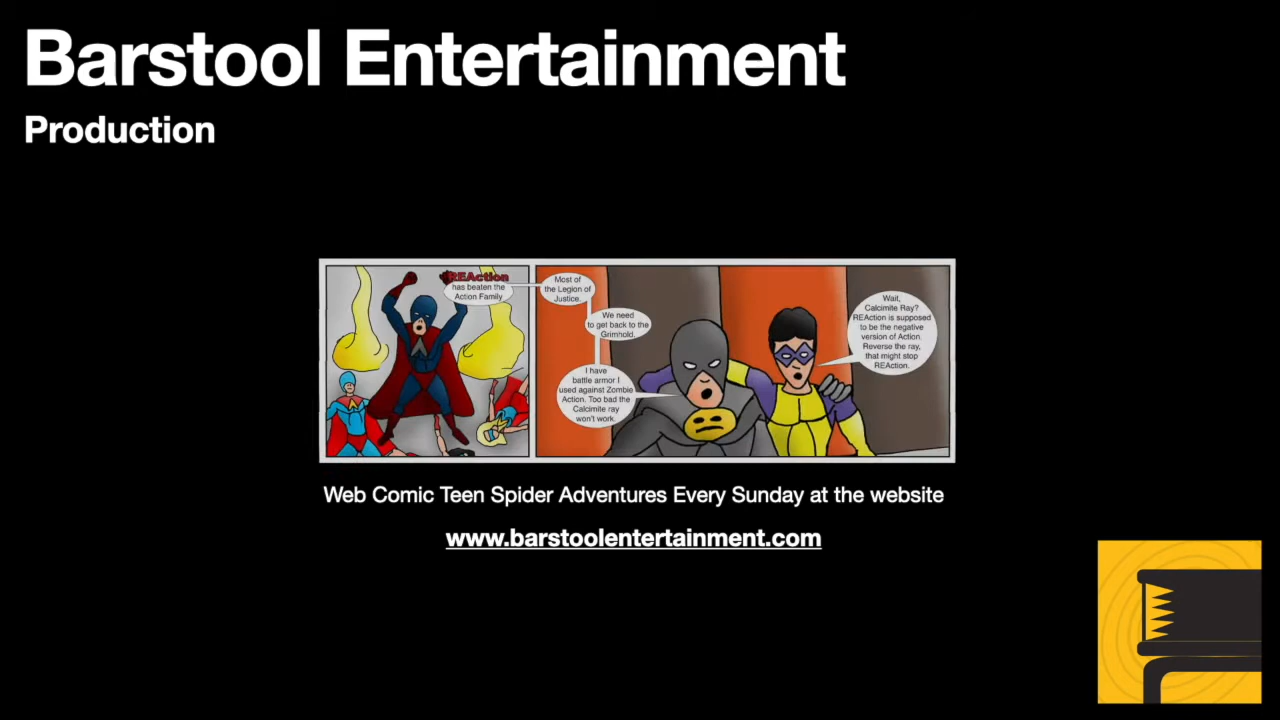 Barstool Entertainment
Production
REAction
has beaten the
Action Family
Most of
the Legion of
Justice.
We need
to get back to the
Grimhold.
I have
battle armor I
used against Zombie
Action. Too bad the
Calcimite ray
won't work.
Wait,
Calcimite Ray?
REAction is supposed
to be the negative
version of Action.
Reverse the ray,
that might stop
REAction.
Web Comic Teen Spider Adventures Every Sunday at the website
www.barstoolentertainment.com